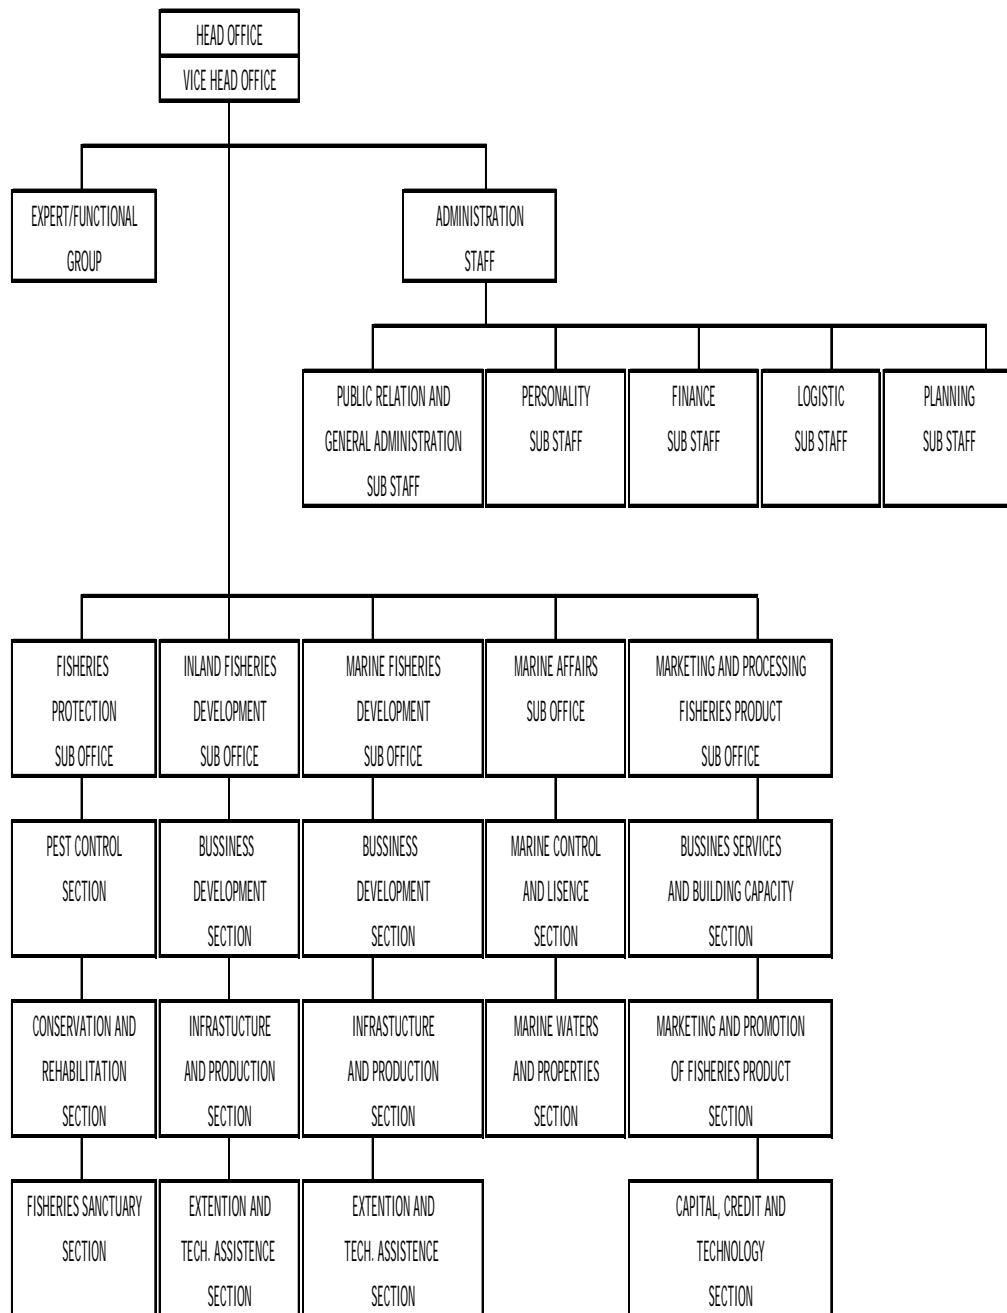 HEAD OFFICE
VICE HEAD OFFICE
EXPERT/FUNCTIONAL
GROUP
ADMINISTRATION
STAFF
PUBLIC RELATION AND
GENERAL ADMINISTRATION
SUB STAFF
PERSONALITY
SUB STAFF
FINANCE
SUB STAFF
LOGISTIC
SUB STAFF
PLANNING
SUB STAFF
FISHERIES
PROTECTION
SUB OFFICE
INLAND FISHERIES
DEVELOPMENT
SUB OFFICE
MARINE FISHERIES
DEVELOPMENT
SUB OFFICE
MARINE AFFAIRS
SUB OFFICE
MARKETING AND PROCESSING
FISHERIES PRODUCT
SUB OFFICE
PEST CONTROL
SECTION
BUSSINESS
DEVELOPMENT
SECTION
BUSSINESS
DEVELOPMENT
SECTION
MARINE CONTROL
AND LISENCE
SECTION
BUSSINES SERVICES
AND BUILDING CAPACITY
SECTION
CONSERVATION AND
REHABILITATION
SECTION
INFRASTUCTURE
AND PRODUCTION
SECTION
INFRASTUCTURE
AND PRODUCTION
SECTION
MARINE WATERS
AND PROPERTIES
SECTION
MARKETING AND PROMOTION
OF FISHERIES PRODUCT
SECTION
FISHERIES SANCTUARY
SECTION
EXTENTION AND
TECH. ASSISTENCE
SECTION
EXTENTION AND
TECH. ASSISTENCE
SECTION
CAPITAL, CREDIT AND
TECHNOLOGY
SECTION